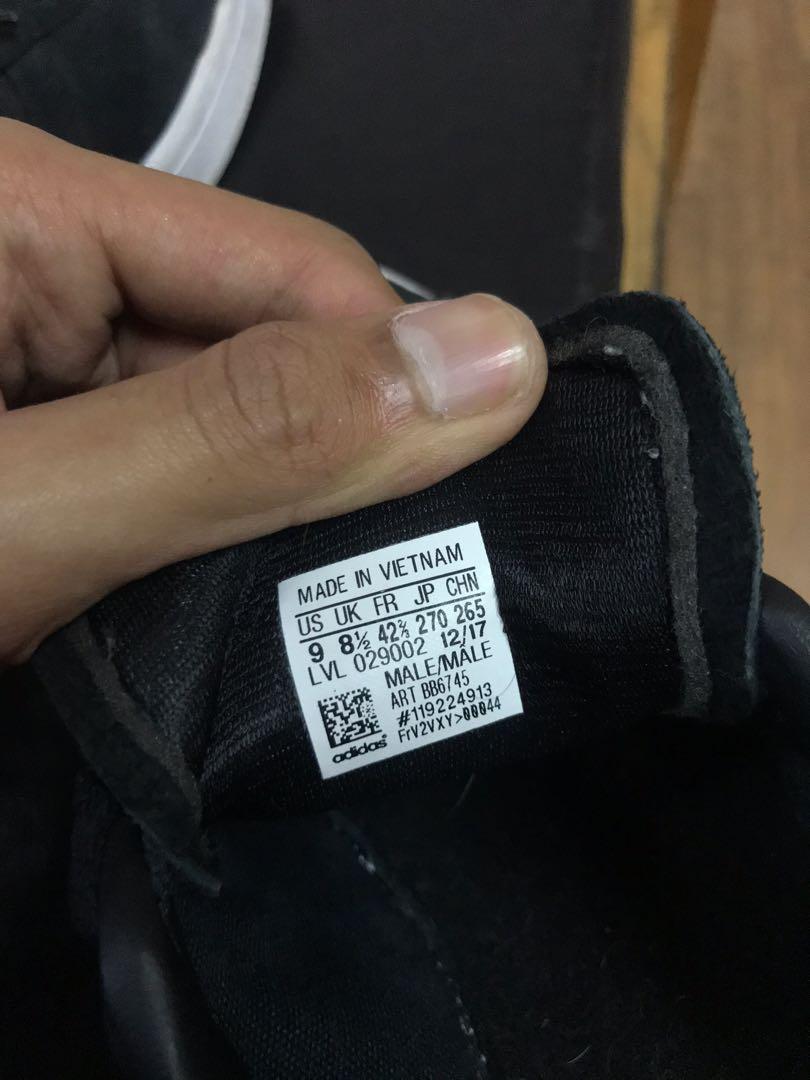 MADE IN VIETNAM
US UK FR JP CHN
9 8½ 42⅔ 270 265
LVL 029002 12/17
MALE/MALE
ART BB6745
#119224913
FrV2VXY>00044
adidas